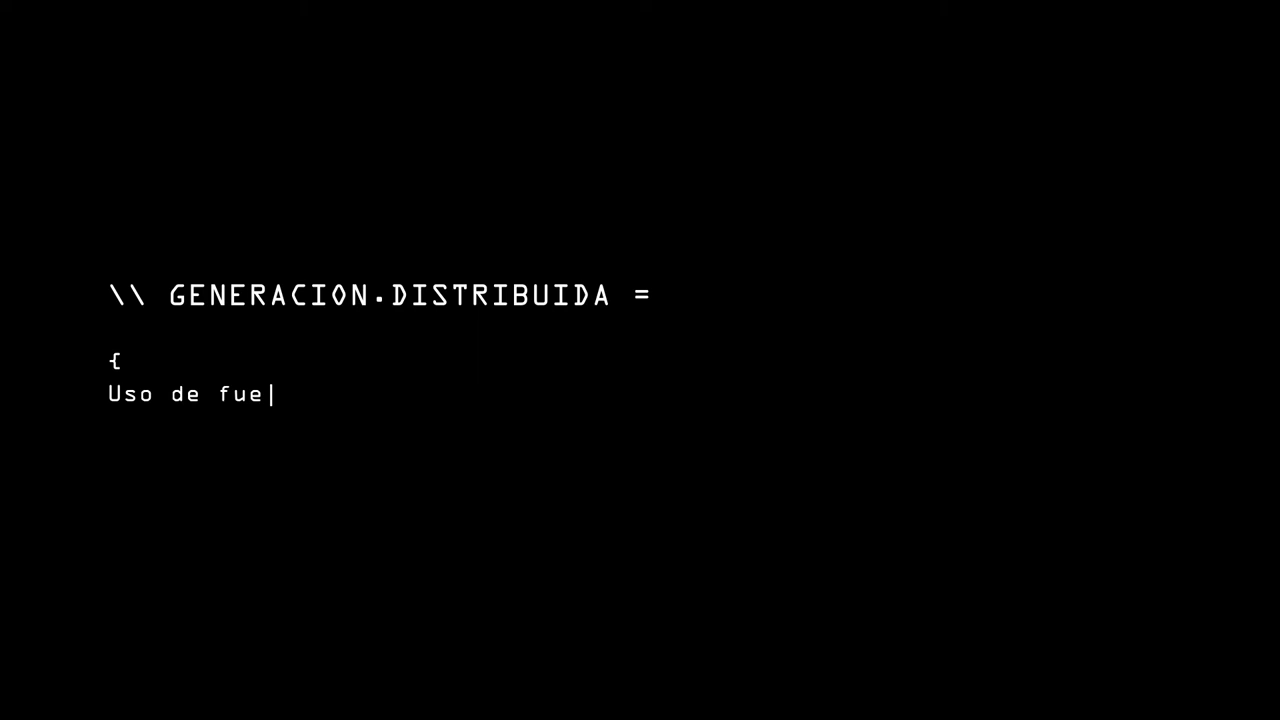 \\ GENERACION.DISTRIBUIDA =
{
Uso de fue|